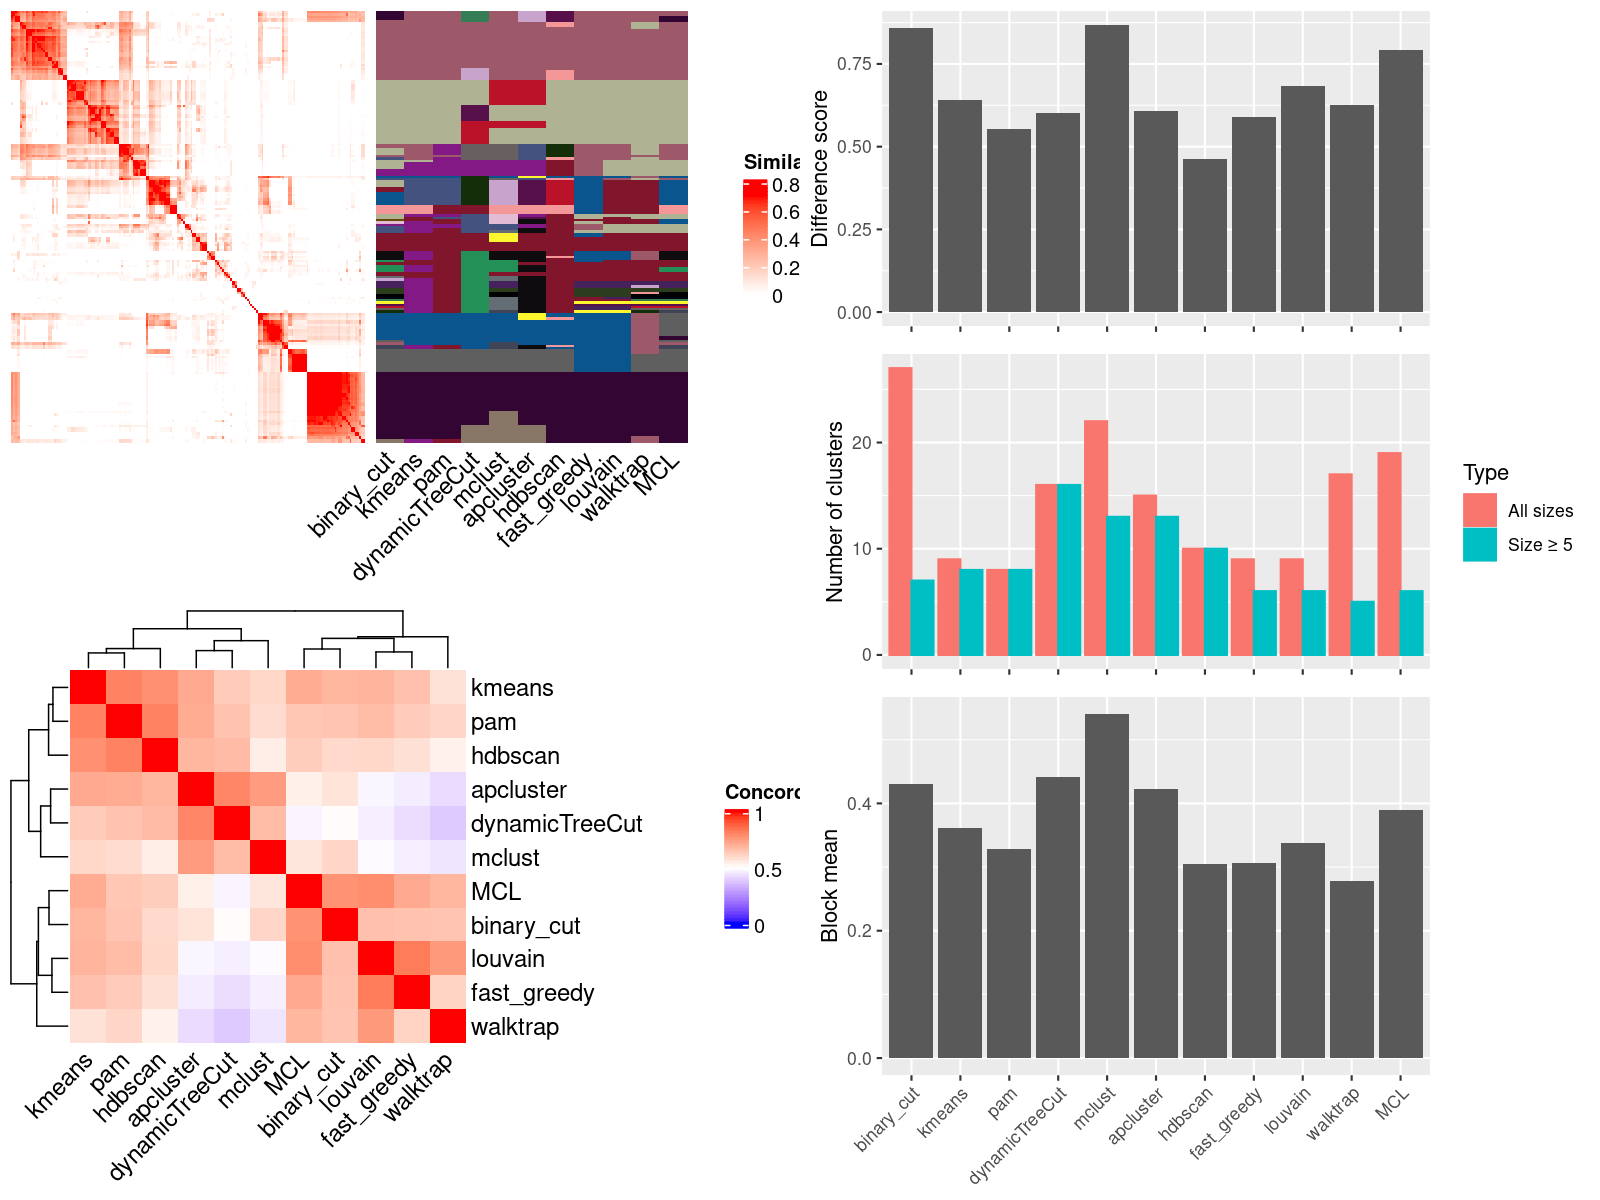 Simila
0.8
0.6
0.4
0.2
0
binary_cut
kmeans
pam
dynamicTreeCut
mclust
apcluster
hdbscan
fast_greedy
louvain
walktrap
MCL
kmeans
pam
hdbscan
apcluster
dynamicTreeCut
mclust
MCL
binary_cut
louvain
fast_greedy
walktrap
kmeans
pam
hdbscan
apcluster
dynamicTreeCut
mclust
MCL
binary_cut
louvain
fast_greedy
walktrap
Concord
1
0.5
0
Difference score
0.75
0.50
0.25
0.00
Number of clusters
20
10
0
Type
All sizes
Size ≥ 5
Block mean
0.4
0.2
0.0
binary_cut
kmeans
pam
dynamicTreeCut
mclust
apcluster
hdbscan
fast_greedy
louvain
walktrap
MCL